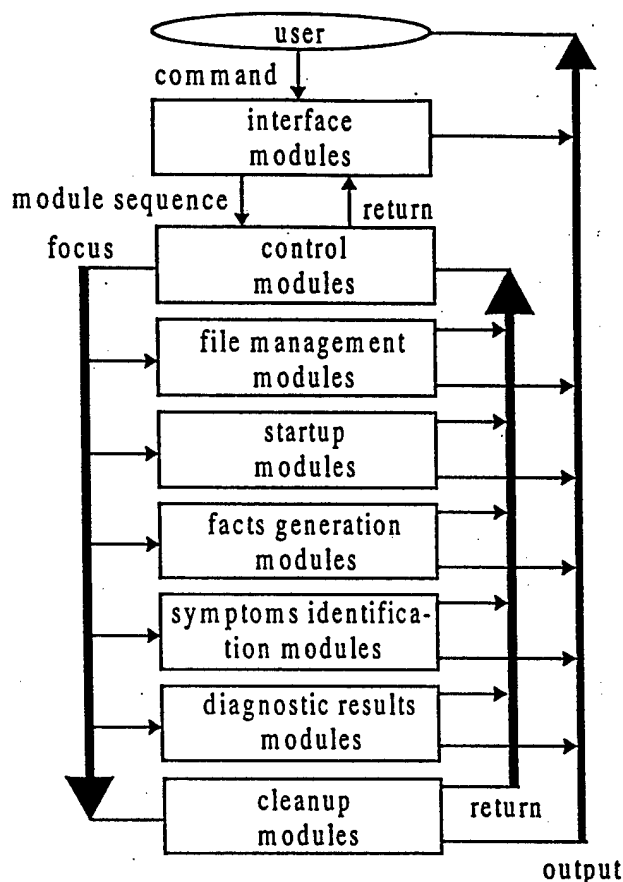 user
command
interface
modules
module sequence
return
focus
control
modules
file management
modules
startup
modules
facts generation
modules
symptoms identifica-
tion modules
diagnostic results
modules
cleanup
modules
return
output